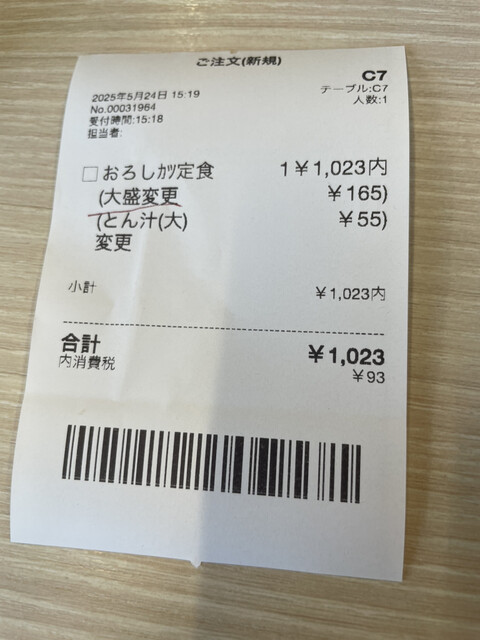 ご注文(新規)
C7
2025年5月24日 15:19
テーブル:C7
No.00031964
人数:1
受付時間:15:18
担当者:
□おろしカツ定食 1￥1,023内
(大盛変更 ￥165)
(とん汁(大) ￥55)
変更
小計 ￥1,023内
合計 ￥1,023
内消費税 ￥93